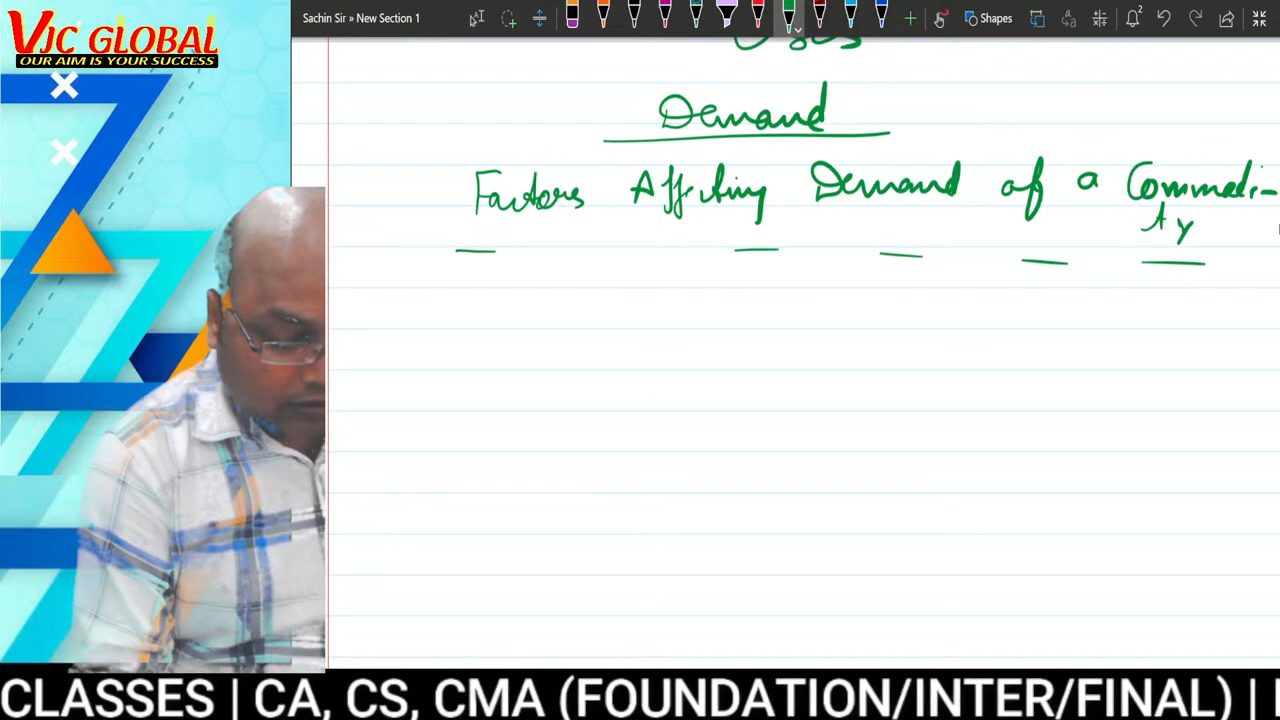 VJC GLOBAL
OUR AIM IS YOUR SUCCESS
Sachin Sir » New Section 1
Shapes
Uses
Demand
Factors Affecting Demand of a Commodi-
ty
CLASSES | CA, CS, CMA (FOUNDATION/INTER/FINAL) |